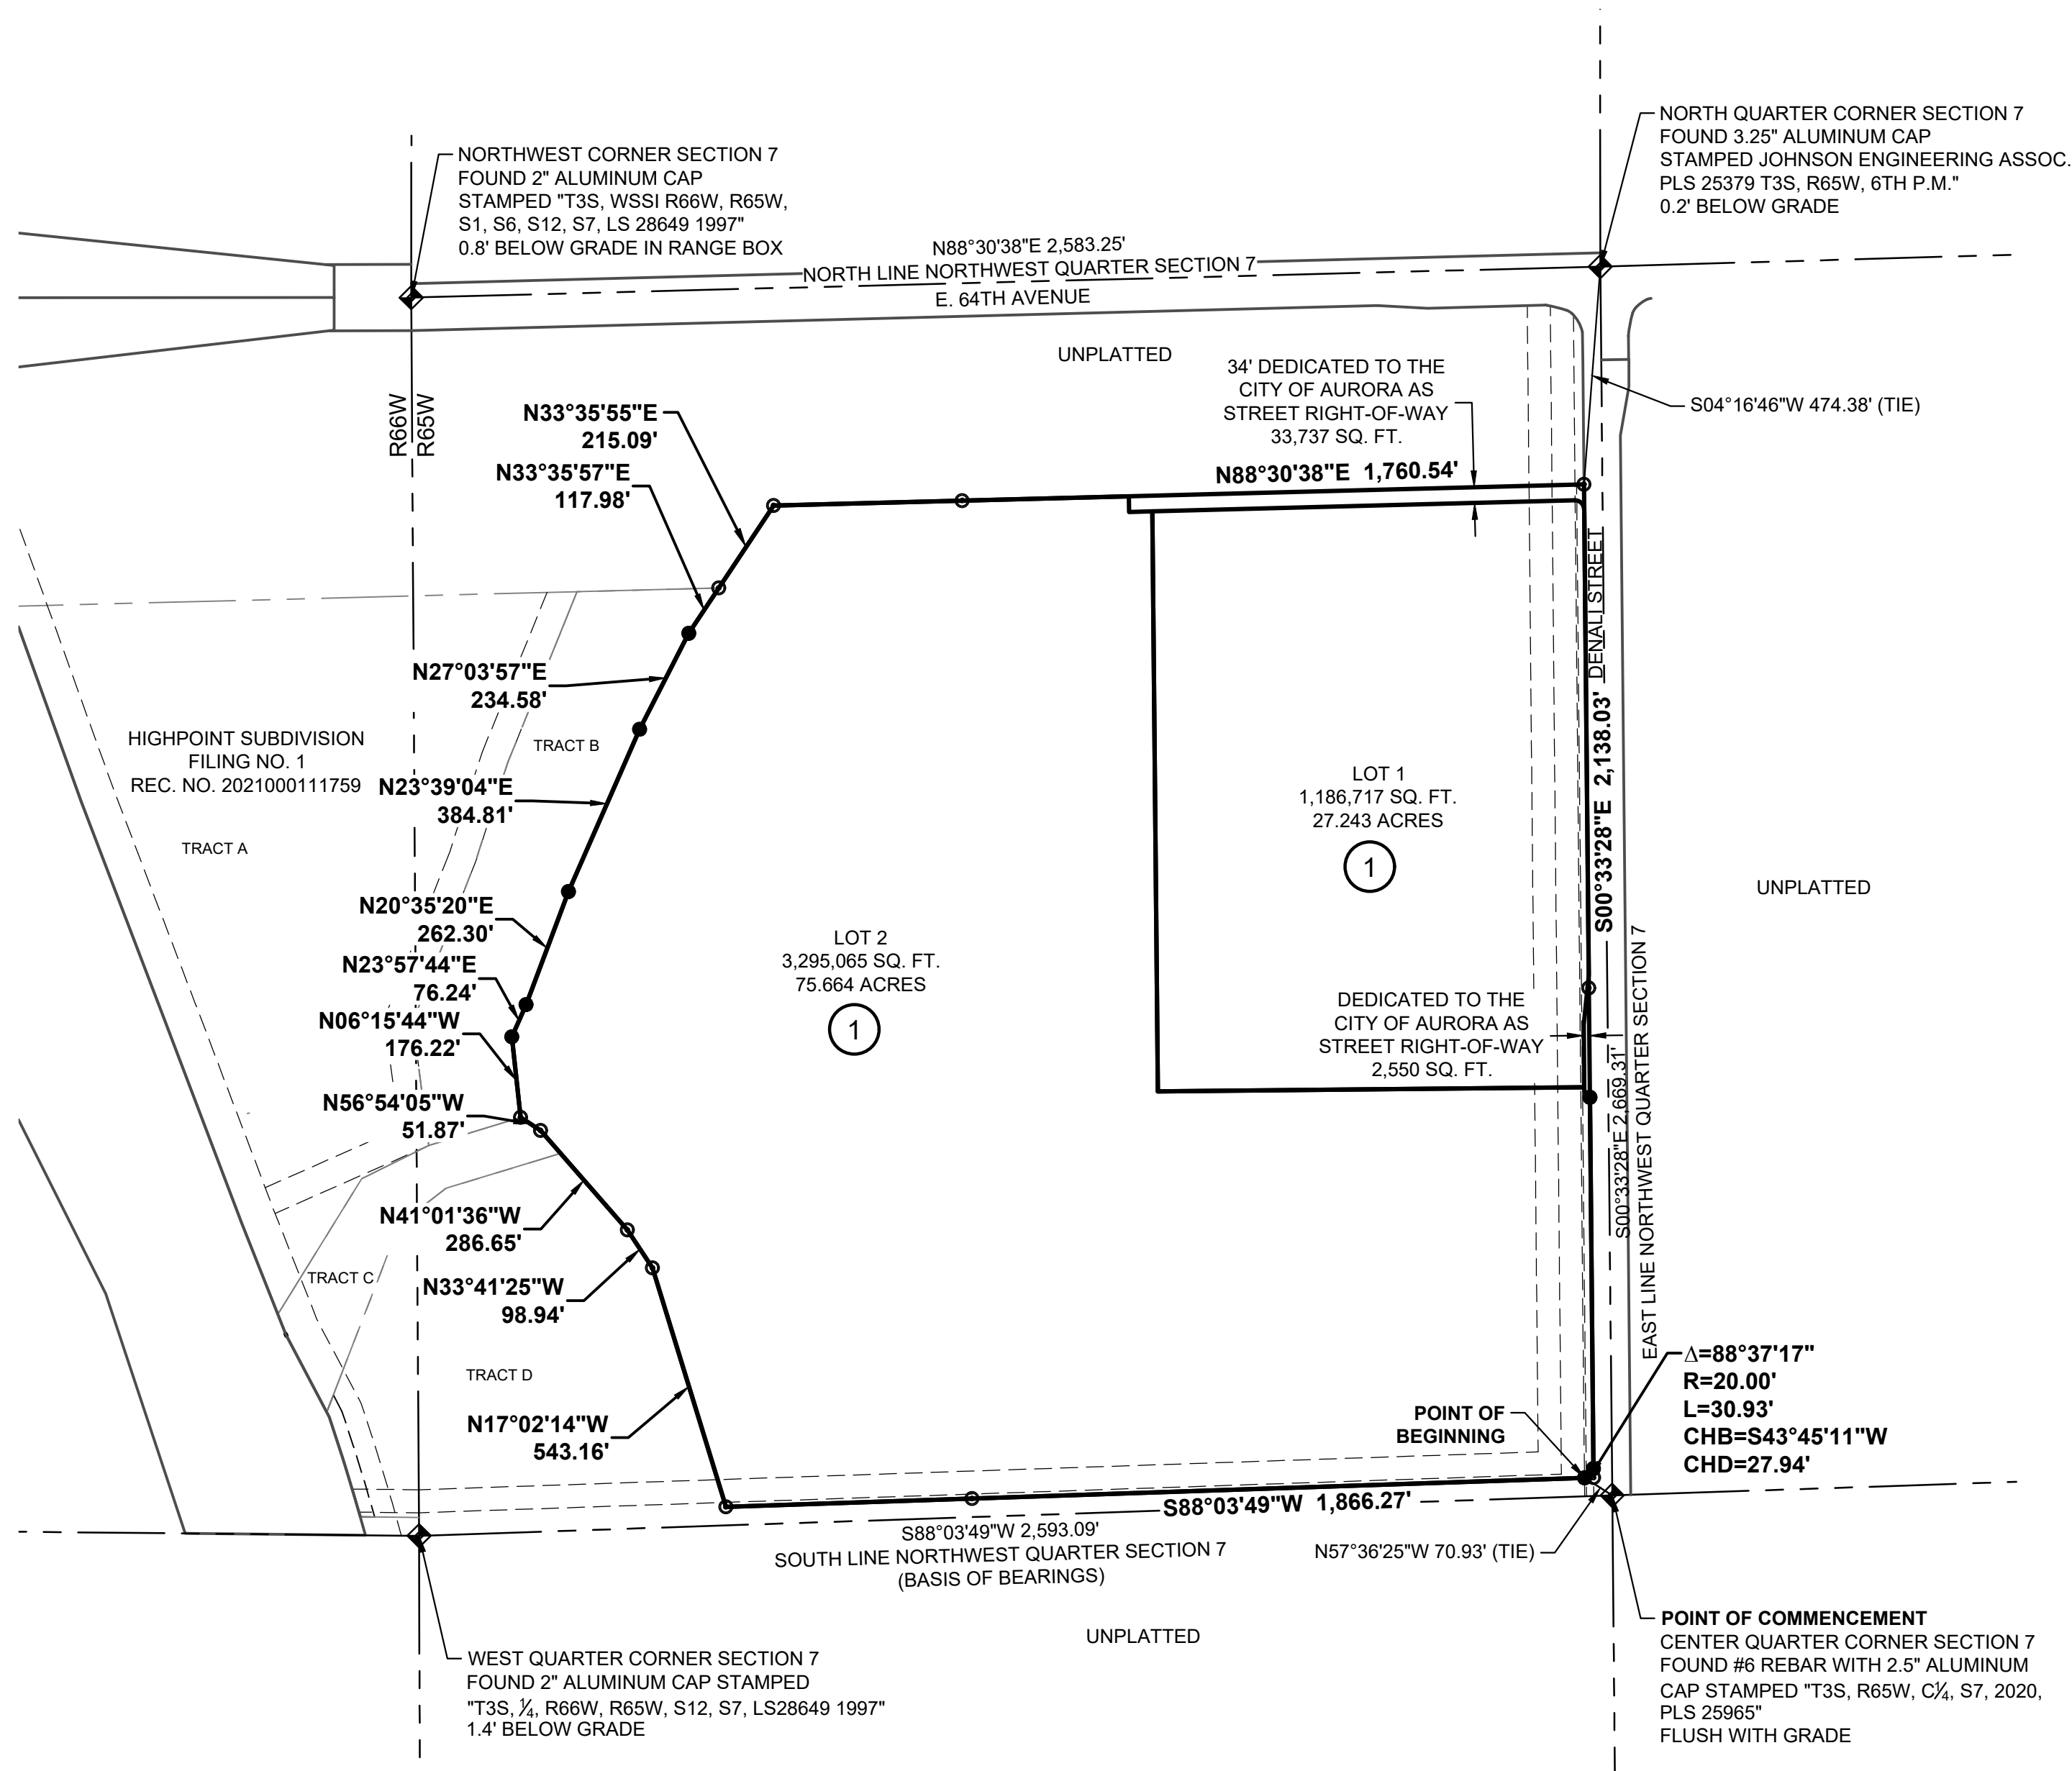 NORTHWEST CORNER SECTION 7
FOUND 2" ALUMINUM CAP
STAMPED "T3S, WSSI R66W, R65W,
S1, S6, S12, S7, LS 28649 1997"
0.8' BELOW GRADE IN RANGE BOX
NORTH QUARTER CORNER SECTION 7
FOUND 3.25" ALUMINUM CAP
STAMPED JOHNSON ENGINEERING ASSOC.
PLS 25379 T3S, R65W, 6TH P.M."
0.2' BELOW GRADE
N88°30'38"E 2,583.25'
NORTH LINE NORTHWEST QUARTER SECTION 7
E. 64TH AVENUE
UNPLATTED
34' DEDICATED TO THE
CITY OF AURORA AS
STREET RIGHT-OF-WAY
33,737 SQ. FT.
S04°16'46"W 474.38' (TIE)
R66W
R65W
N33°35'55"E
215.09'
N33°35'57"E
117.98'
N88°30'38"E 1,760.54'
DENALI STREET
N27°03'57"E
234.58'
HIGHPOINT SUBDIVISION
FILING NO. 1
REC. NO. 2021000111759
TRACT B
N23°39'04"E
384.81'
TRACT A
LOT 1
1,186,717 SQ. FT.
27.243 ACRES
1
S00°33'28"E 2,138.03'
UNPLATTED
N20°35'20"E
262.30'
N23°57'44"E
76.24'
N06°15'44"W
176.22'
LOT 2
3,295,065 SQ. FT.
75.664 ACRES
1
DEDICATED TO THE
CITY OF AURORA AS
STREET RIGHT-OF-WAY
2,550 SQ. FT.
S00°33'28"E 2,669.31'
EAST LINE NORTHWEST QUARTER SECTION 7
N56°54'05"W
51.87'
N41°01'36"W
286.65'
TRACT C
N33°41'25"W
98.94'
TRACT D
N17°02'14"W
543.16'
POINT OF
BEGINNING
Δ=88°37'17"
R=20.00'
L=30.93'
CHB=S43°45'11"W
CHD=27.94'
S88°03'49"W 1,866.27'
S88°03'49"W 2,593.09'
SOUTH LINE NORTHWEST QUARTER SECTION 7
(BASIS OF BEARINGS)
N57°36'25"W 70.93' (TIE)
UNPLATTED
WEST QUARTER CORNER SECTION 7
FOUND 2" ALUMINUM CAP STAMPED
"T3S, ¼, R66W, R65W, S12, S7, LS28649 1997"
1.4' BELOW GRADE
POINT OF COMMENCEMENT
CENTER QUARTER CORNER SECTION 7
FOUND #6 REBAR WITH 2.5" ALUMINUM
CAP STAMPED "T3S, R65W, C¼, S7, 2020,
PLS 25965"
FLUSH WITH GRADE